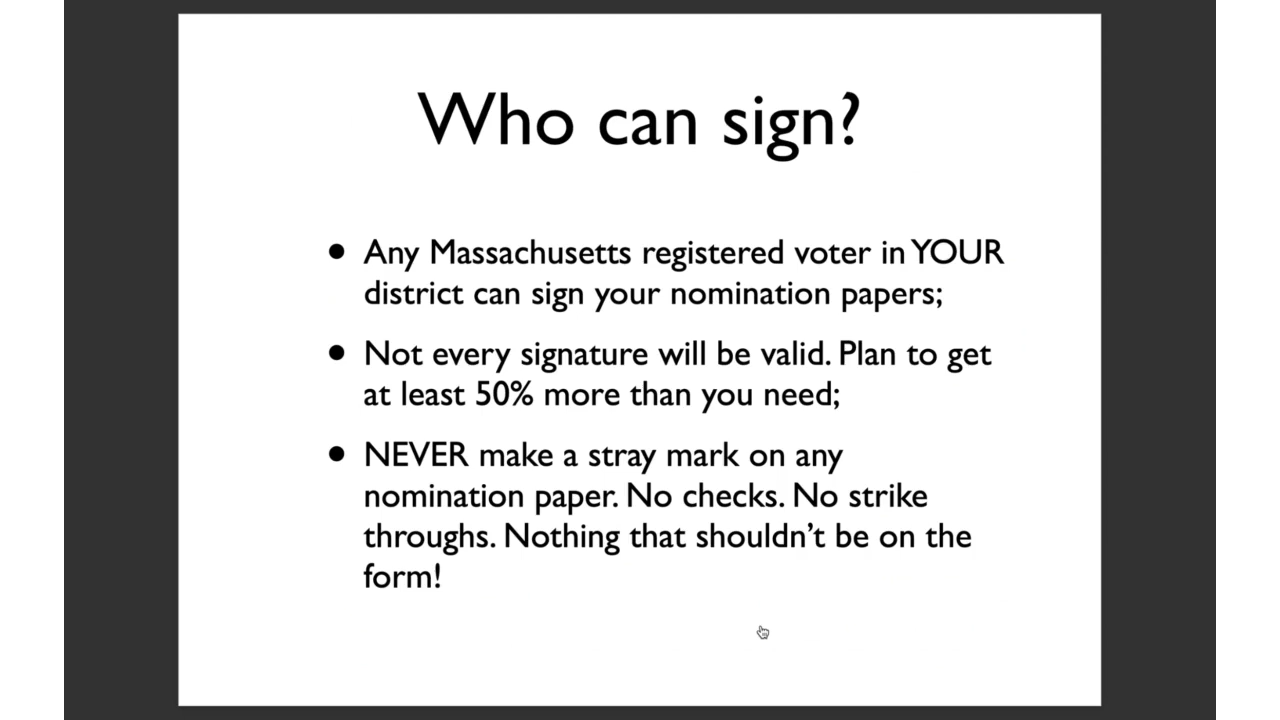 Who can sign?
• Any Massachusetts registered voter in YOUR
district can sign your nomination papers;
• Not every signature will be valid. Plan to get
at least 50% more than you need;
• NEVER make a stray mark on any
nomination paper. No checks. No strike
throughs. Nothing that shouldn’t be on the
form!